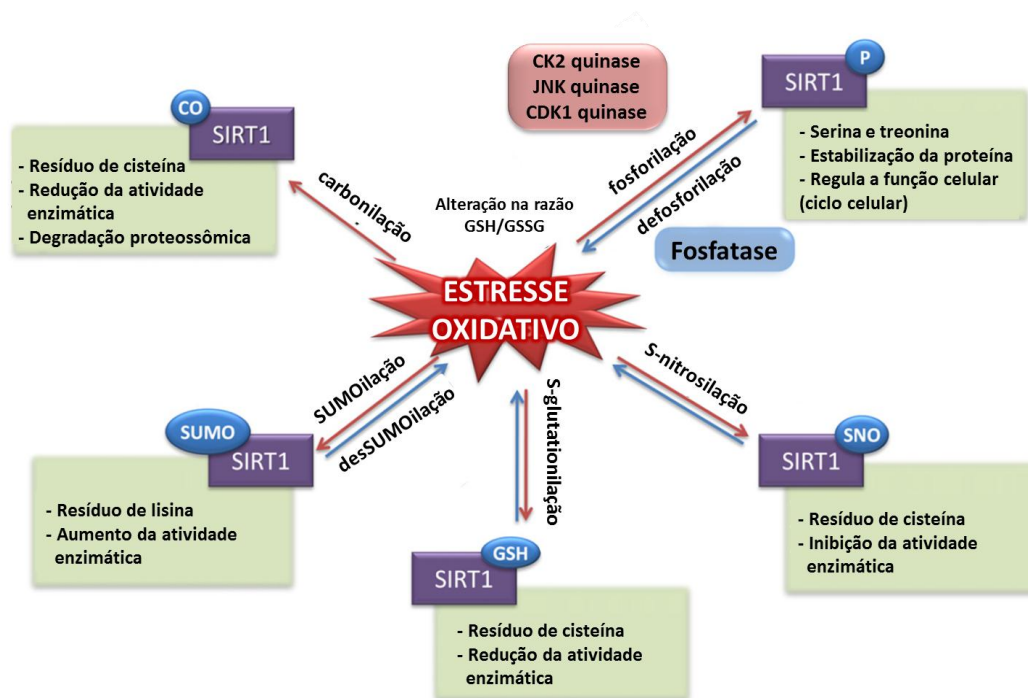 CK2 quinase
JNK quinase
CDK1 quinase
P
SIRT1
- Serina e treonina
- Estabilização da proteína
- Regula a função celular
(ciclo celular)
fosforilação
defosforilação
Fosfatase
CO
SIRT1
- Resíduo de cisteína
- Redução da atividade
enzimática
- Degradação proteossômica
carbonilação
Alteração na razão
GSH/GSSG
ESTRESSE
OXIDATIVO
SUMOilação
desSUMOilação
SUMO
SIRT1
- Resíduo de lisina
- Aumento da atividade
enzimática
S-glutationilação
GSH
SIRT1
- Resíduo de cisteína
- Redução da atividade
enzimática
S-nitrosilação
SNO
SIRT1
- Resíduo de cisteína
- Inibição da atividade
enzimática